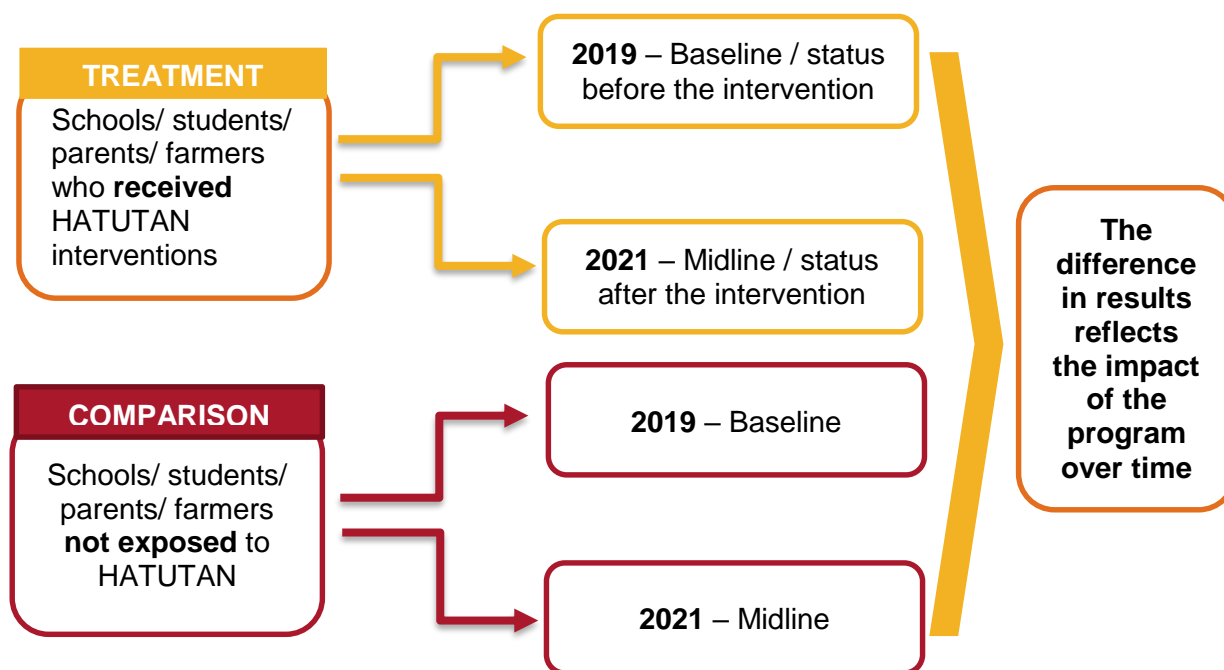 TREATMENT
Schools/ students/
parents/ farmers
who received
HATUTAN
interventions
2019 – Baseline / status
before the intervention
2021 – Midline / status
after the intervention
COMPARISON
Schools/ students/
parents/ farmers
not exposed to
HATUTAN
2019 – Baseline
2021 – Midline
The
difference
in results
reflects
the impact
of the
program
over time